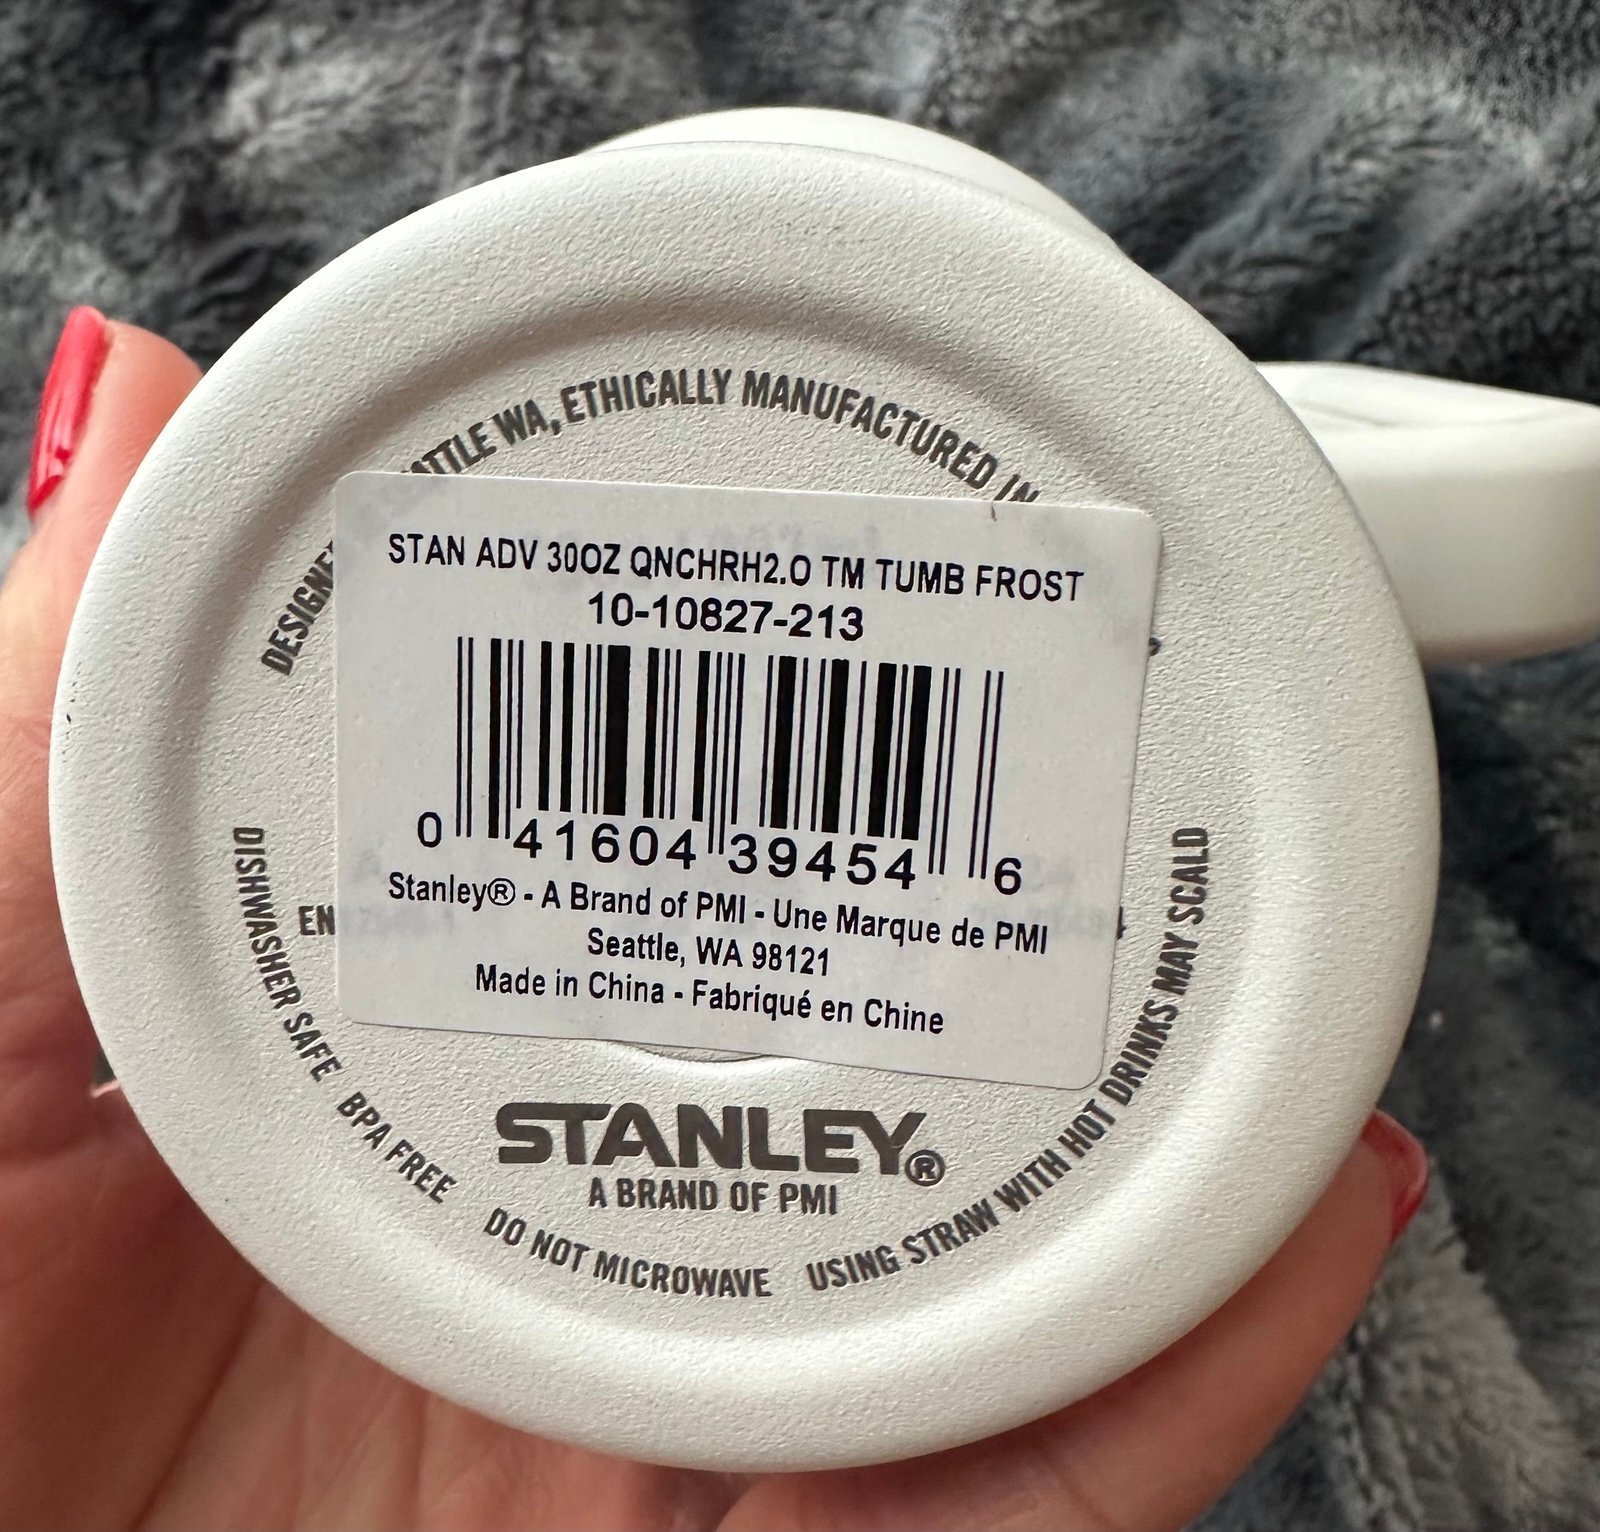 WA, ETHICALLY MANUFACTURED IN
STAN ADV 30OZ QNCHRH2.O TM TUMB FROST
10-10827-213
0 41604 39454 6
Stanley® - A Brand of PMI - Une Marque de PMI
Seattle, WA 98121
Made in China - Fabriqué en Chine
STANLEY®
A BRAND OF PMI
DISHWASHER SAFE BPA FREE DO NOT MICROWAVE USING STRAW WITH HOT DRINKS MAY SCALD